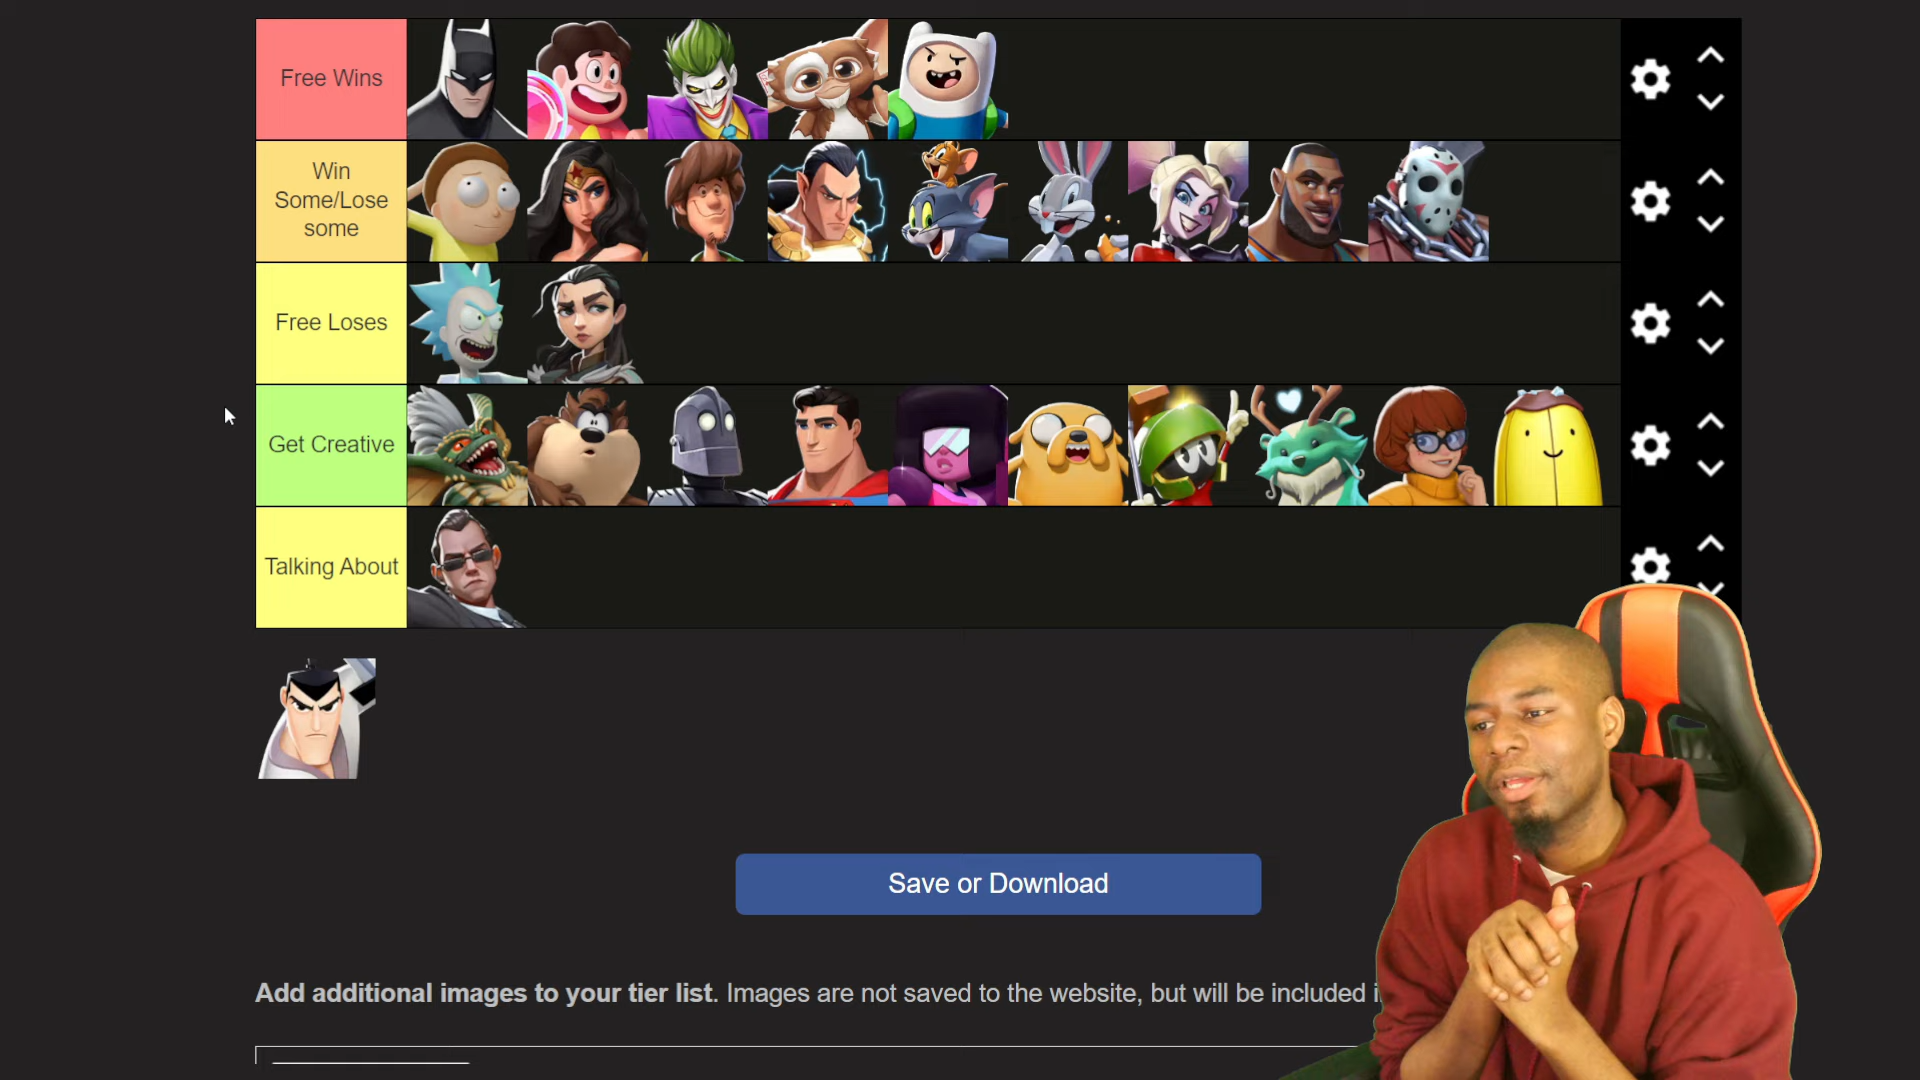 Free Wins
Win
Some/Lose
some
Free Loses
Get Creative
Talking About
Save or Download
Add additional images to your tier list. Images are not saved to the website, but will be included